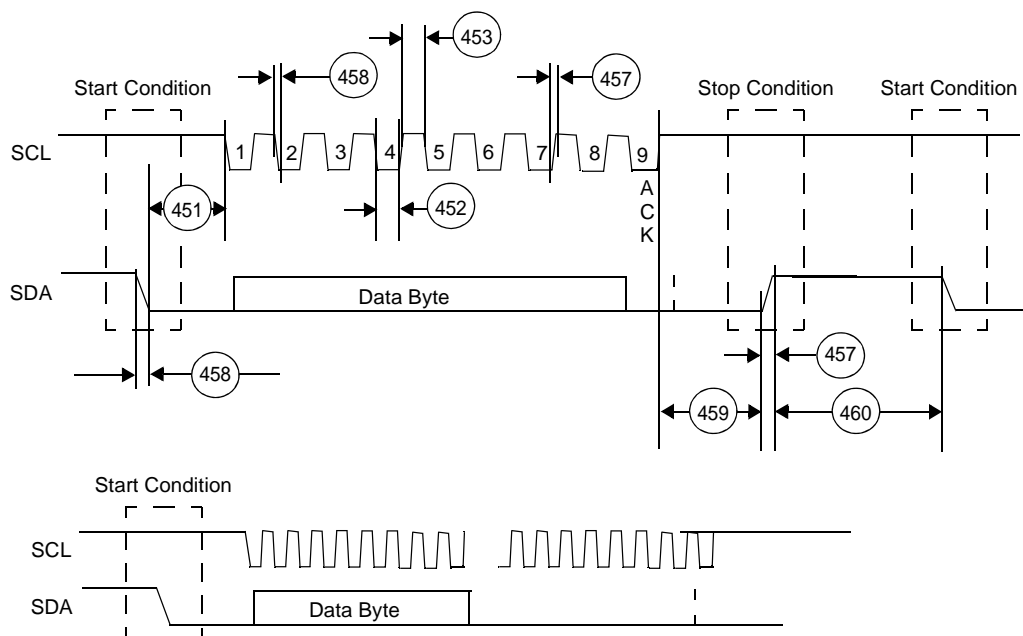 453
458
457
Start Condition
Stop Condition
Start Condition
SCL
1 2 3 4 5 6 7 8 9
451
452
A
C
K
SDA
Data Byte
458
457
459
460
Start Condition
SCL
SDA
Data Byte